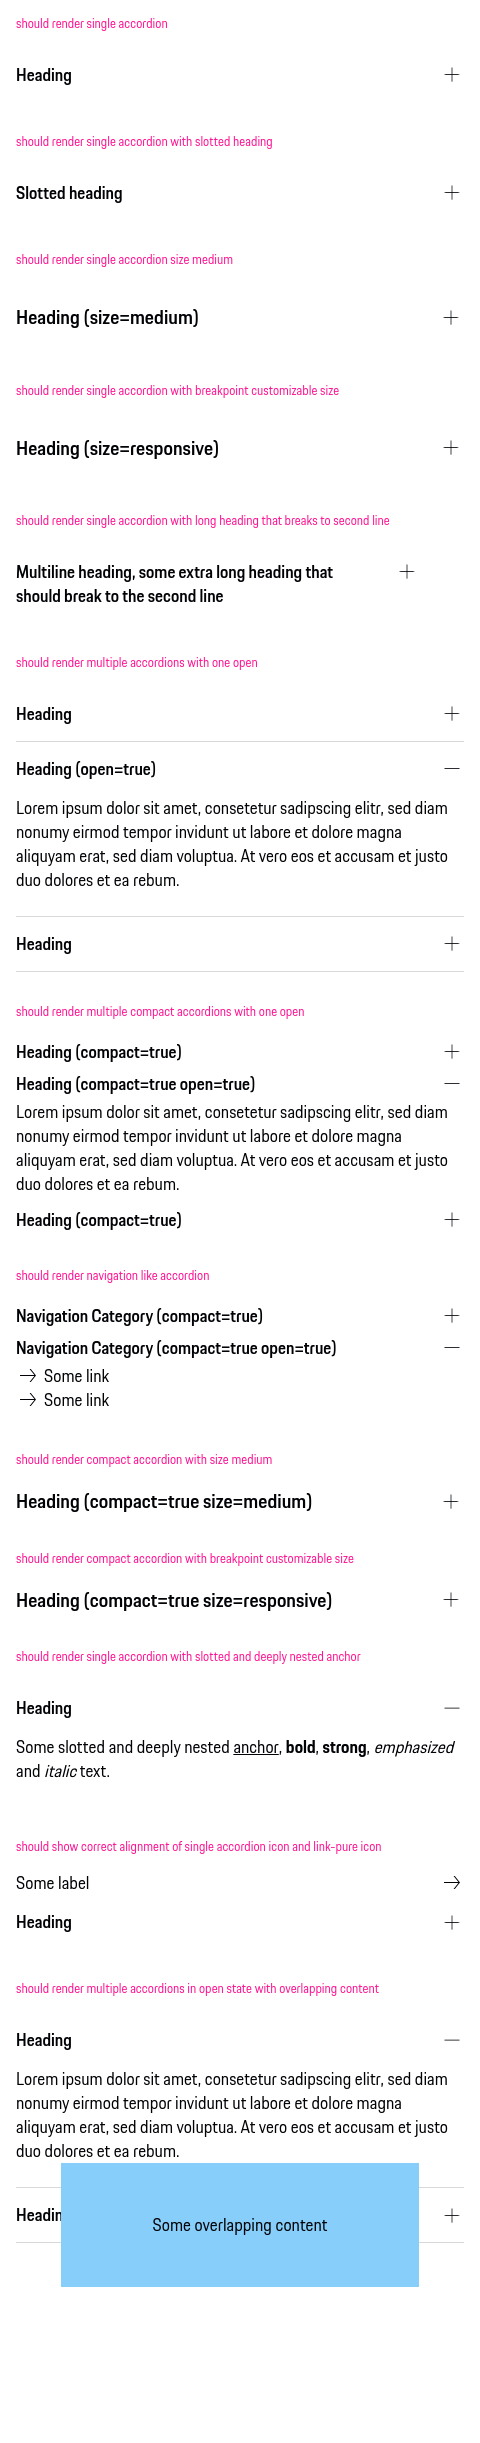 should render single accordion
Heading
should render single accordion with slotted heading
Slotted heading
should render single accordion size medium
Heading (size=medium)
should render single accordion with breakpoint customizable size
Heading (size=responsive)
should render single accordion with long heading that breaks to second line
Multiline heading, some extra long heading that
should break to the second line
should render multiple accordions with one open
Heading
Heading (open=true)
Lorem ipsum dolor sit amet, consetetur sadipscing elitr, sed diam
nonumy eirmod tempor invidunt ut labore et dolore magna
aliquyam erat, sed diam voluptua. At vero eos et accusam et justo
duo dolores et ea rebum.
Heading
should render multiple compact accordions with one open
Heading (compact=true)
Heading (compact=true open=true)
Lorem ipsum dolor sit amet, consetetur sadipscing elitr, sed diam
nonumy eirmod tempor invidunt ut labore et dolore magna
aliquyam erat, sed diam voluptua. At vero eos et accusam et justo
duo dolores et ea rebum.
Heading (compact=true)
should render navigation like accordion
Navigation Category (compact=true)
Navigation Category (compact=true open=true)
Some link
Some link
should render compact accordion with size medium
Heading (compact=true size=medium)
should render compact accordion with breakpoint customizable size
Heading (compact=true size=responsive)
should render single accordion with slotted and deeply nested anchor
Heading
Some slotted and deeply nested anchor, bold, strong, emphasized
and italic text.
should show correct alignment of single accordion icon and link-pure icon
Some label
Heading
should render multiple accordions in open state with overlapping content
Heading
Lorem ipsum dolor sit amet, consetetur sadipscing elitr, sed diam
nonumy eirmod tempor invidunt ut labore et dolore magna
aliquyam erat, sed diam voluptua. At vero eos et accusam et justo
duo dolores et ea rebum.
Some overlapping content